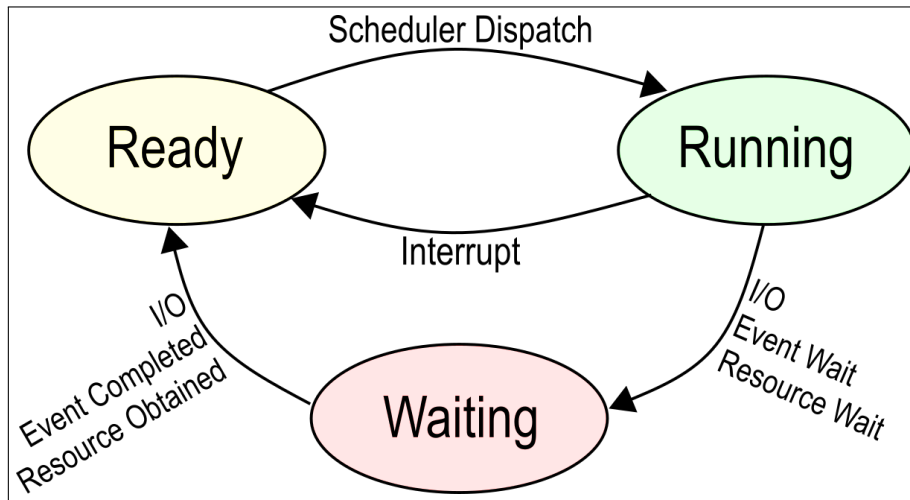 Scheduler Dispatch
Ready
Running
Interrupt
I/O
Event Completed
Resource Obtained
I/O
Event Wait
Resource Wait
Waiting